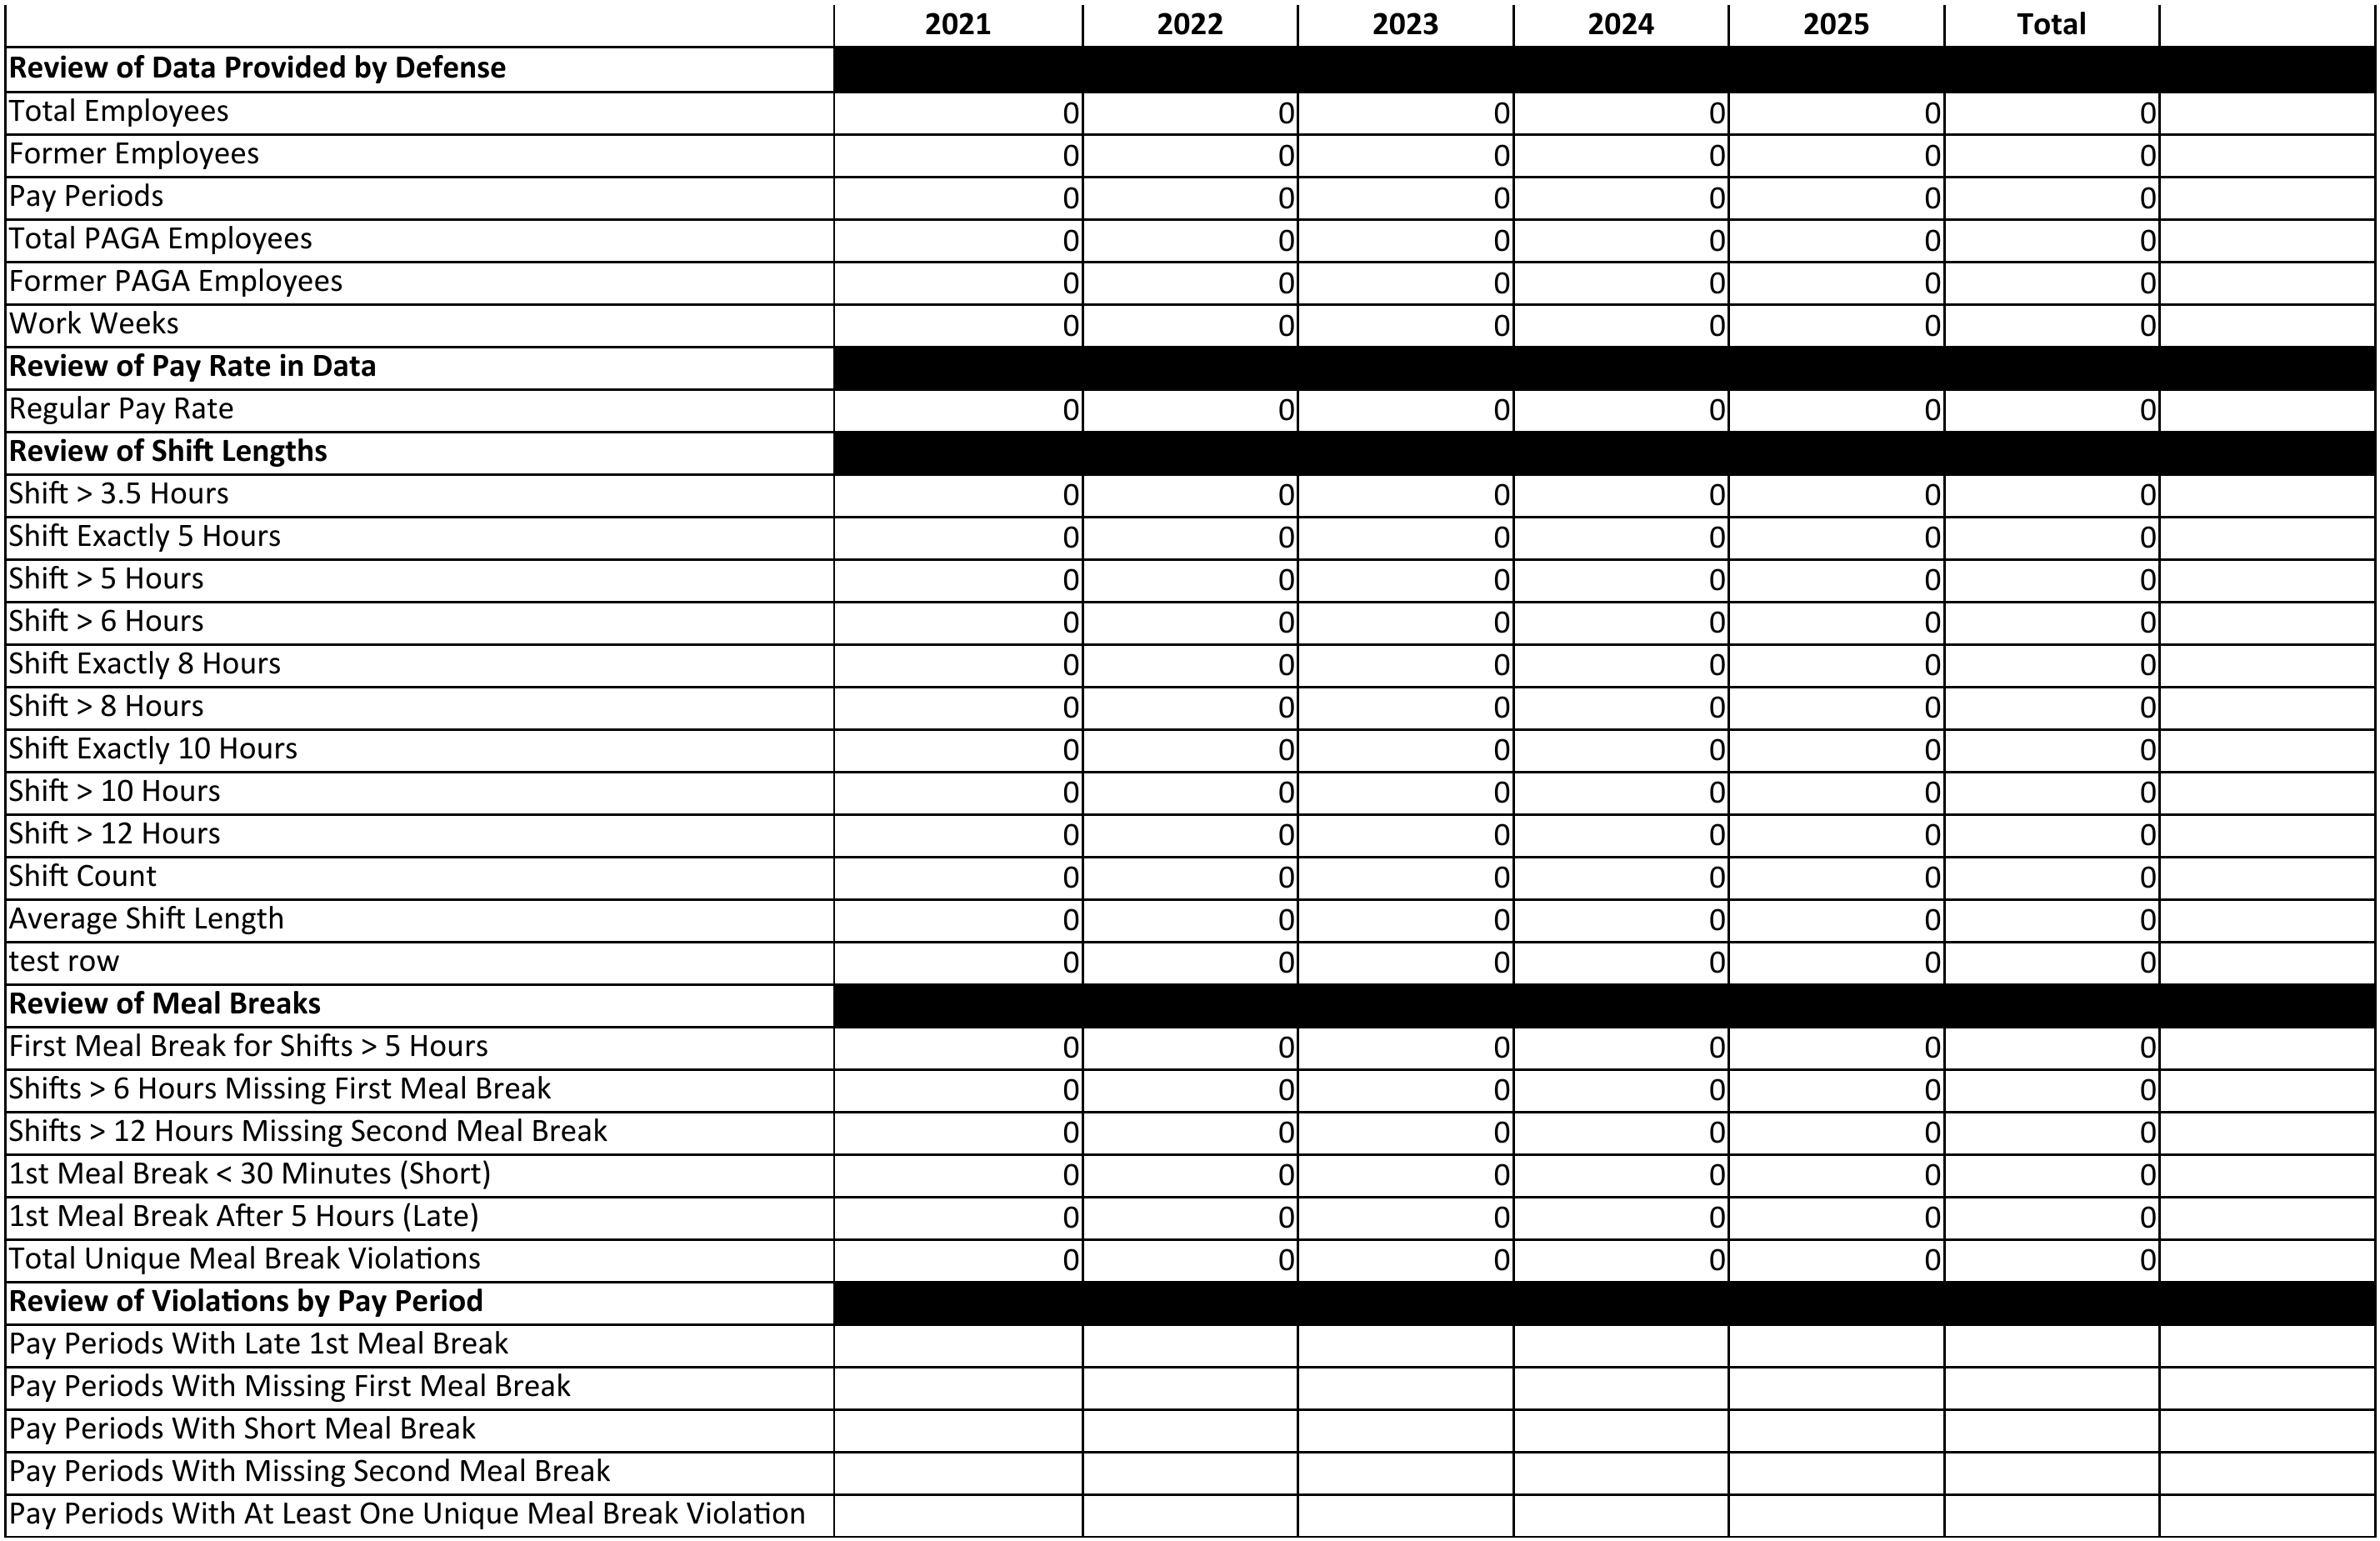 2021 2022 2023 2024 2025 Total
Review of Data Provided by Defense
Total Employees 0 0 0 0 0 0
Former Employees 0 0 0 0 0 0
Pay Periods 0 0 0 0 0 0
Total PAGA Employees 0 0 0 0 0 0
Former PAGA Employees 0 0 0 0 0 0
Work Weeks 0 0 0 0 0 0
Review of Pay Rate in Data
Regular Pay Rate 0 0 0 0 0 0
Review of Shift Lengths
Shift > 3.5 Hours 0 0 0 0 0 0
Shift Exactly 5 Hours 0 0 0 0 0 0
Shift > 5 Hours 0 0 0 0 0 0
Shift > 6 Hours 0 0 0 0 0 0
Shift Exactly 8 Hours 0 0 0 0 0 0
Shift > 8 Hours 0 0 0 0 0 0
Shift Exactly 10 Hours 0 0 0 0 0 0
Shift > 10 Hours 0 0 0 0 0 0
Shift > 12 Hours 0 0 0 0 0 0
Shift Count 0 0 0 0 0 0
Average Shift Length 0 0 0 0 0 0
test row 0 0 0 0 0 0
Review of Meal Breaks
First Meal Break for Shifts > 5 Hours 0 0 0 0 0 0
Shifts > 6 Hours Missing First Meal Break 0 0 0 0 0 0
Shifts > 12 Hours Missing Second Meal Break 0 0 0 0 0 0
1st Meal Break < 30 Minutes (Short) 0 0 0 0 0 0
1st Meal Break After 5 Hours (Late) 0 0 0 0 0 0
Total Unique Meal Break Violations 0 0 0 0 0 0
Review of Violations by Pay Period
Pay Periods With Late 1st Meal Break
Pay Periods With Missing First Meal Break
Pay Periods With Short Meal Break
Pay Periods With Missing Second Meal Break
Pay Periods With At Least One Unique Meal Break Violation